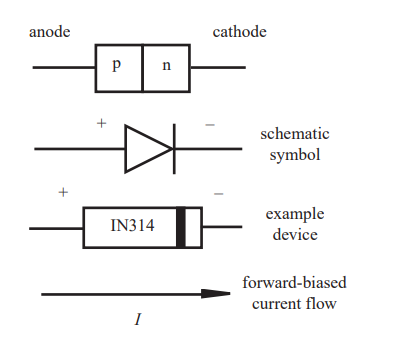 anode cathode
p n
+ −
schematic
symbol
+ −
IN314
example
device
forward-biased
current flow
I